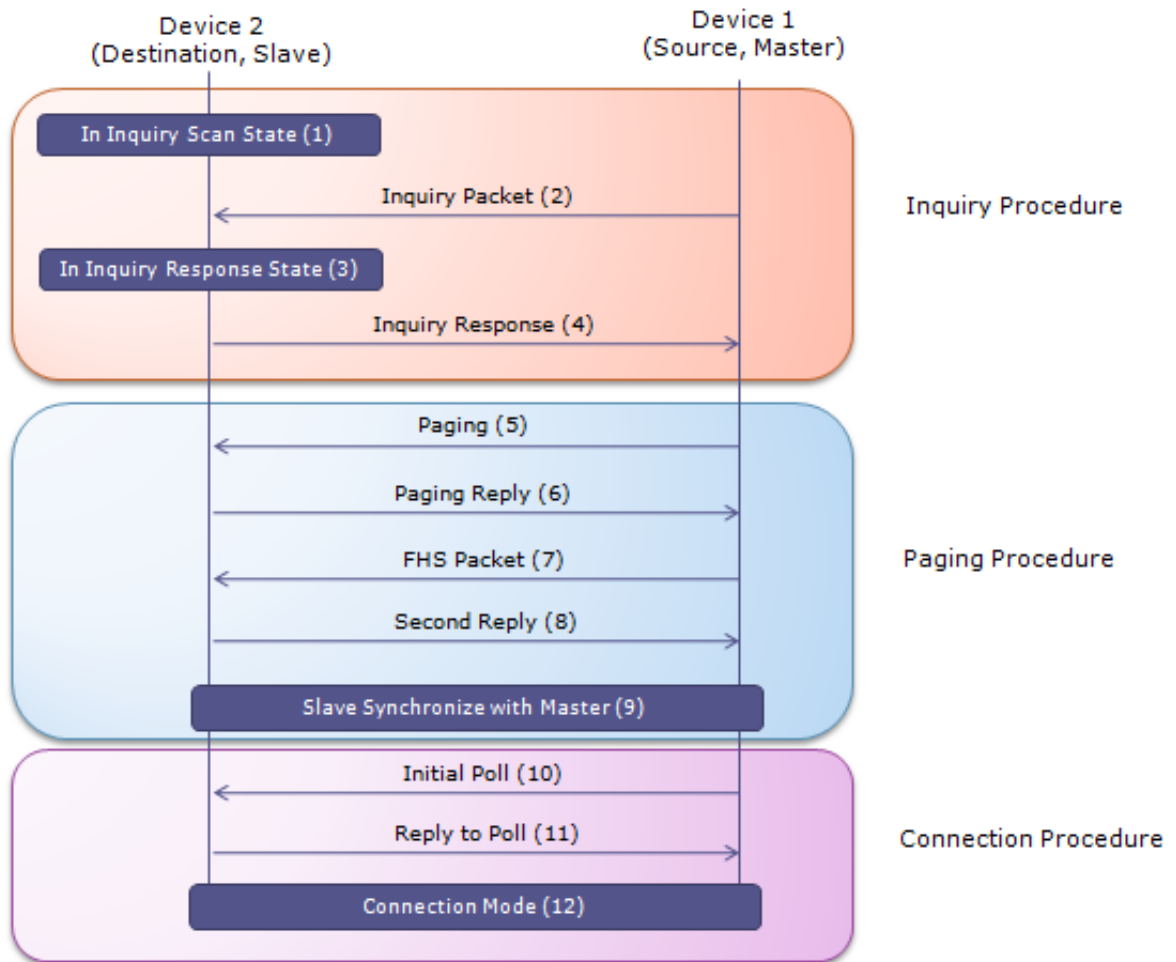 Device 2
(Destination, Slave)
Device 1
(Source, Master)
In Inquiry Scan State (1)
Inquiry Packet (2)
Inquiry Procedure
In Inquiry Response State (3)
Inquiry Response (4)
Paging (5)
Paging Reply (6)
FHS Packet (7)
Paging Procedure
Second Reply (8)
Slave Synchronize with Master (9)
Initial Poll (10)
Reply to Poll (11)
Connection Procedure
Connection Mode (12)